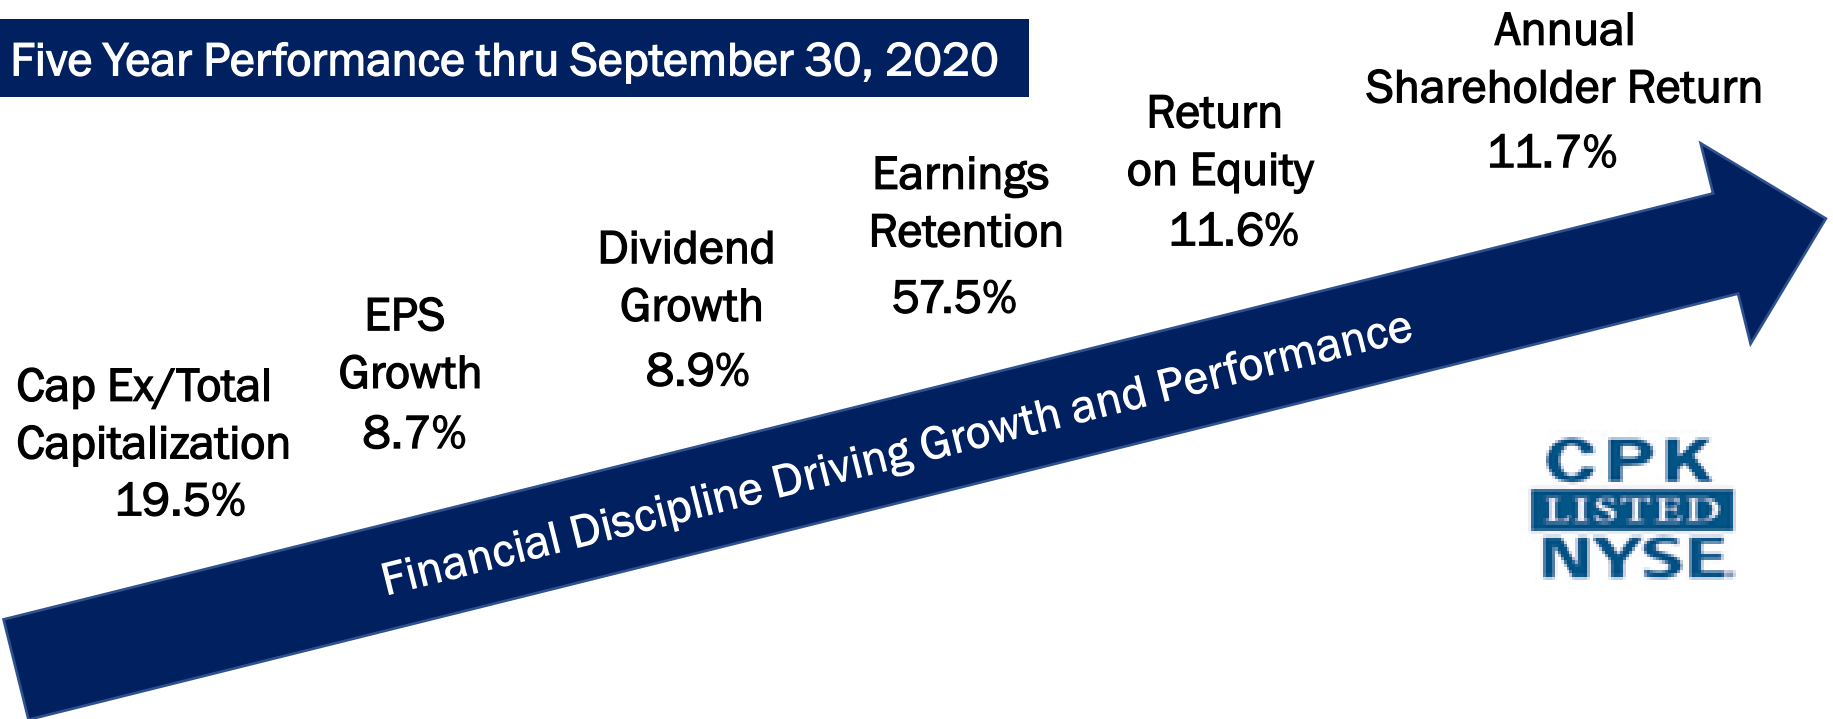 Five Year Performance thru September 30, 2020
Cap Ex/Total
Capitalization
19.5%
EPS
Growth
8.7%
Dividend
Growth
8.9%
Earnings
Retention
57.5%
Return
on Equity
11.6%
Annual
Shareholder Return
11.7%
Financial Discipline Driving Growth and Performance
CPK
LISTED
NYSE